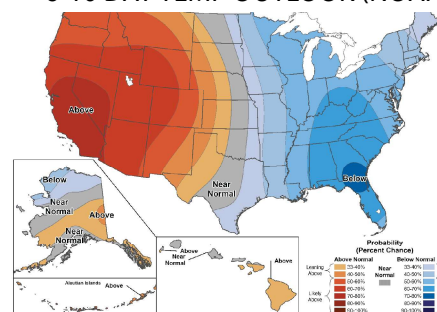 DAY TEMP OUTLOOK (NOAA
Above
Near
Normal
Below
Below
Near
Normal
Above
Near
Normal
Aleutian Islands
Above
Above
Near
Normal
Above
Probability
(Percent Chance)
Above Normal
Near
Normal
Below Normal
Leaning
Above
Likely
Above
33-40% 33-40%
40-50% 40-50%
50-60% 50-60%
60-70% 60-70%
70-80% 70-80%
80-90% 80-90%
90-100% 90-100%